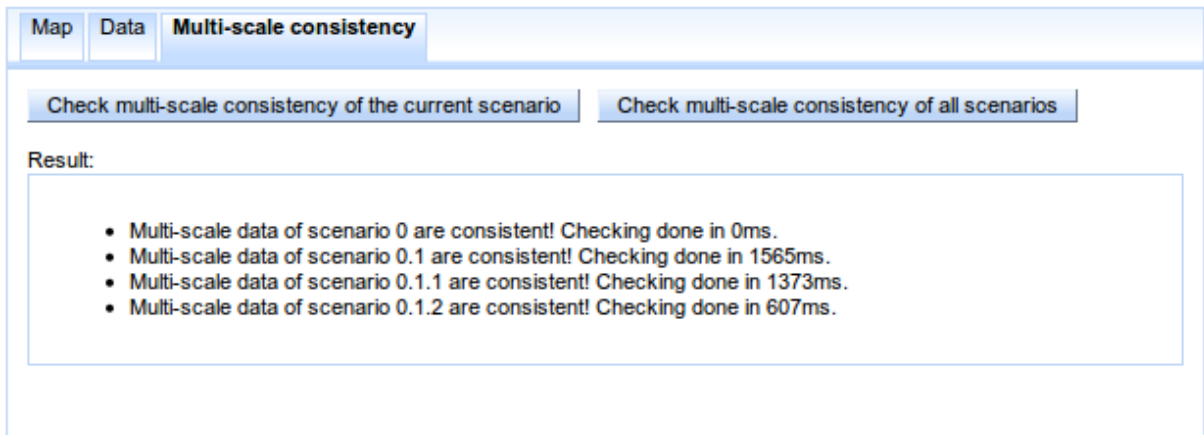 Map Data Multi-scale consistency
Check multi-scale consistency of the current scenario Check multi-scale consistency of all scenarios
Result:
• Multi-scale data of scenario 0 are consistent! Checking done in 0ms.
• Multi-scale data of scenario 0.1 are consistent! Checking done in 1565ms.
• Multi-scale data of scenario 0.1.1 are consistent! Checking done in 1373ms.
• Multi-scale data of scenario 0.1.2 are consistent! Checking done in 607ms.